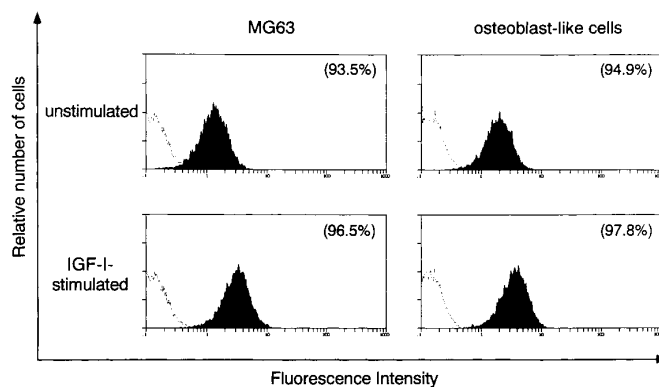 MG63
osteoblast-like cells
Relative number of cells
unstimulated
(93.5%)
(94.9%)
IGF-I-
stimulated
(96.5%)
(97.8%)
Fluorescence Intensity